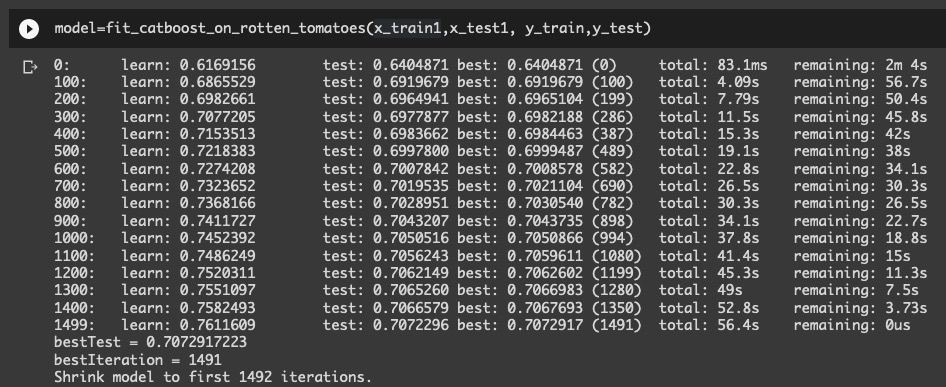 model=fit_catboost_on_rotten_tomatoes(x_train1,x_test1, y_train,y_test)
0: learn: 0.6169156 test: 0.6404871 best: 0.6404871 (0) total: 83.1ms remaining: 2m 4s
100: learn: 0.6865529 test: 0.6919679 best: 0.6919679 (100) total: 4.09s remaining: 56.7s
200: learn: 0.6982661 test: 0.6964941 best: 0.6965104 (199) total: 7.79s remaining: 50.4s
300: learn: 0.7077205 test: 0.6977877 best: 0.6982188 (286) total: 11.5s remaining: 45.8s
400: learn: 0.7153513 test: 0.6983662 best: 0.6984463 (387) total: 15.3s remaining: 42s
500: learn: 0.7218383 test: 0.6997800 best: 0.6999487 (489) total: 19.1s remaining: 38s
600: learn: 0.7274208 test: 0.7007842 best: 0.7008578 (582) total: 22.8s remaining: 34.1s
700: learn: 0.7323652 test: 0.7019535 best: 0.7021104 (690) total: 26.5s remaining: 30.3s
800: learn: 0.7368166 test: 0.7028951 best: 0.7030540 (782) total: 30.3s remaining: 26.5s
900: learn: 0.7411727 test: 0.7043207 best: 0.7043735 (898) total: 34.1s remaining: 22.7s
1000: learn: 0.7452392 test: 0.7050516 best: 0.7050866 (994) total: 37.8s remaining: 18.8s
1100: learn: 0.7486249 test: 0.7056243 best: 0.7059611 (1080) total: 41.4s remaining: 15s
1200: learn: 0.7520311 test: 0.7062149 best: 0.7062602 (1199) total: 45.3s remaining: 11.3s
1300: learn: 0.7551097 test: 0.7065260 best: 0.7066983 (1280) total: 49s remaining: 7.5s
1400: learn: 0.7582493 test: 0.7066579 best: 0.7067693 (1350) total: 52.8s remaining: 3.73s
1499: learn: 0.7611609 test: 0.7072296 best: 0.7072917 (1491) total: 56.4s remaining: 0us
bestTest = 0.7072917223
bestIteration = 1491
Shrink model to first 1492 iterations.